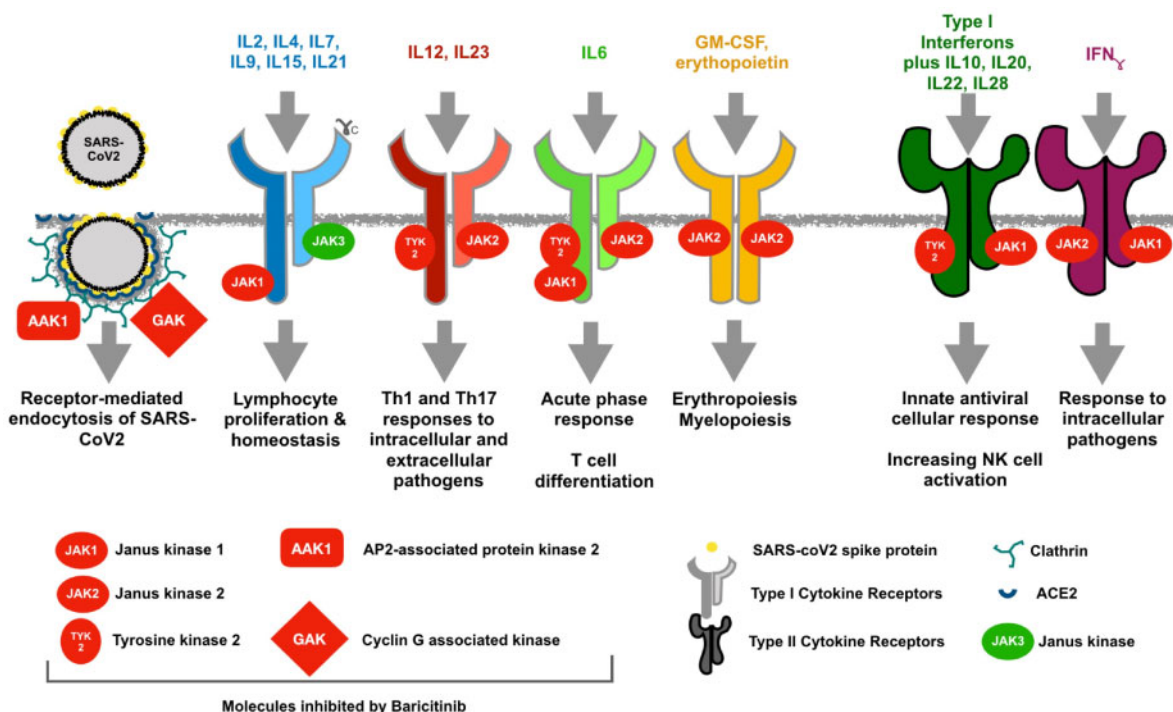 IL2, IL4, IL7,
IL9, IL15, IL21
IL12, IL23
IL6
GM-CSF,
erythopoietin
Type I
Interferons
plus IL10, IL20,
IL22, IL28
IFNɣ
SARS-
CoV2
ɣc
SARS-
CoV2
AAK1
GAK
JAK1
JAK3
TYK
2
JAK2
TYK
2
JAK1
JAK2
JAK2
JAK2
TYK
2
JAK1
JAK2
JAK1
Receptor-mediated
endocytosis of SARS-
CoV2
Lymphocyte
proliferation &
homeostasis
Th1 and Th17
responses to
intracellular and
extracellular
pathogens
Acute phase
response
T cell
differentiation
Erythropoiesis
Myelopoiesis
Innate antiviral
cellular response
Increasing NK cell
activation
Response to
intracellular
pathogens
JAK1 Janus kinase 1
JAK2 Janus kinase 2
TYK
2 Tyrosine kinase 2
AAK1 AP2-associated protein kinase 2
GAK Cyclin G associated kinase
Molecules inhibited by Baricitinib
SARS-coV2 spike protein
Type I Cytokine Receptors
Type II Cytokine Receptors
Clathrin
ACE2
JAK3 Janus kinase